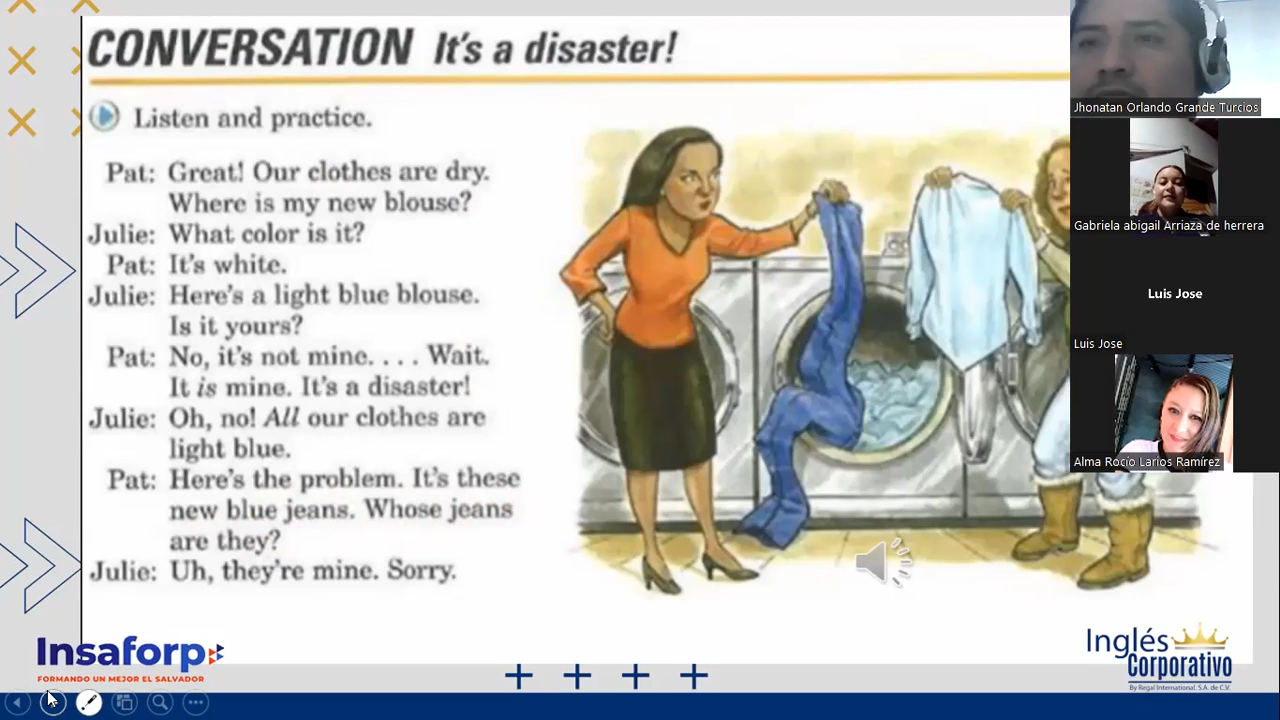 CONVERSATION It's a disaster!
Listen and practice.
Pat: Great! Our clothes are dry.
Where is my new blouse?
Julie: What color is it?
Pat: It's white.
Julie: Here's a light blue blouse.
Is it yours?
Pat: No, it's not mine. . . . Wait.
It is mine. It's a disaster!
Julie: Oh, no! All our clothes are
light blue.
Pat: Here's the problem. It's these
new blue jeans. Whose jeans
are they?
Julie: Uh, they're mine. Sorry.
Jhonatan Orlando Grande Turcios
Gabriela abigail Arriaza de herrera
Luis Jose
Luis Jose
Alma Rocío Larios Ramírez
Insaforp
FORMANDO UN MEJOR EL SALVADOR
Inglés
Corporativo
By Regal International, S.A. de C.V.